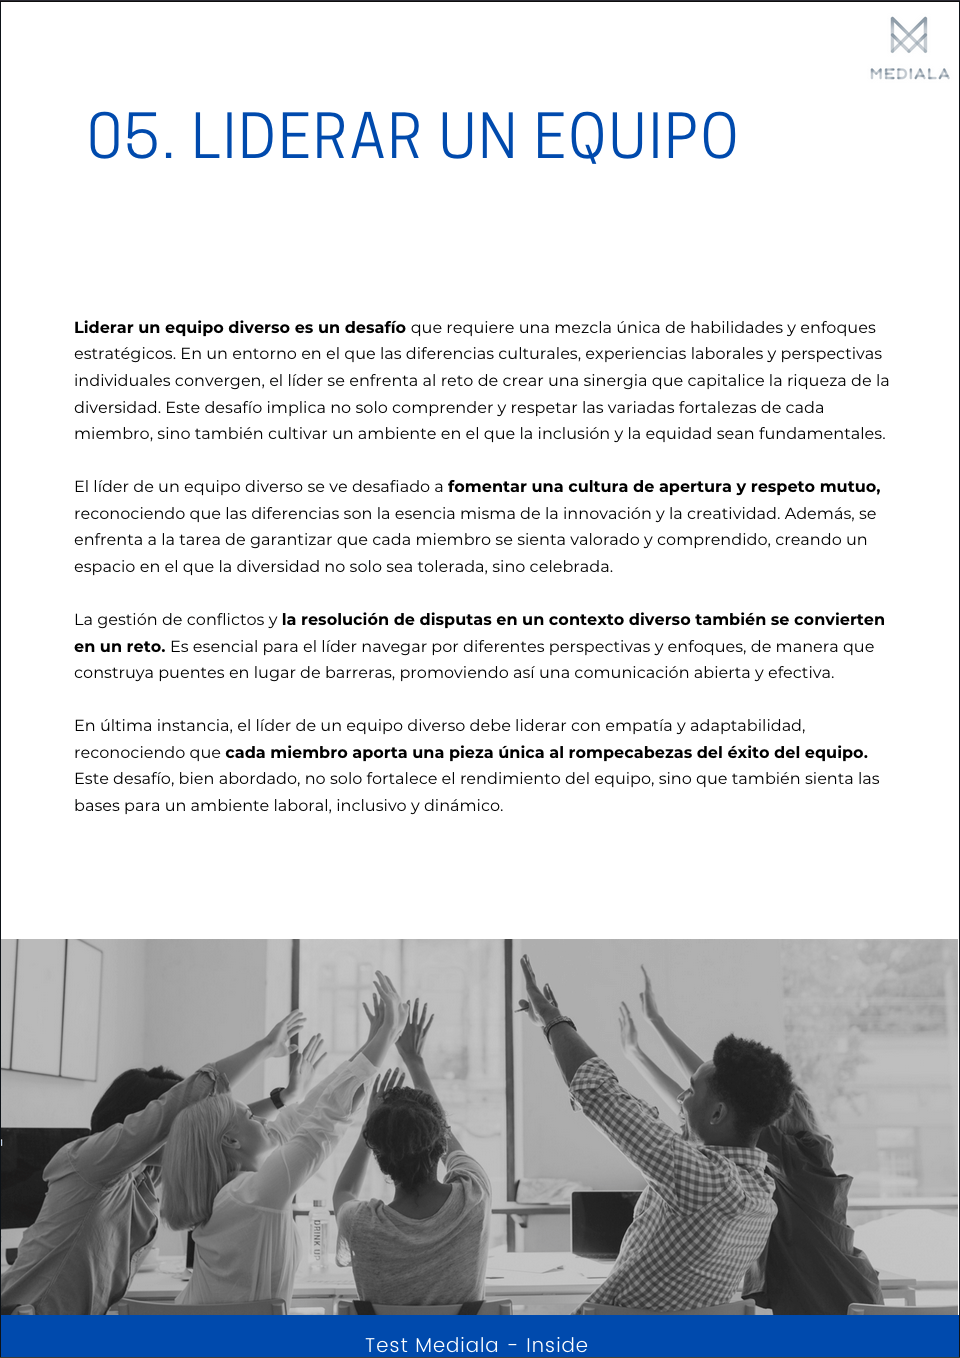 MEDIALA
05. LIDERAR UN EQUIPO
Liderar un equipo diverso es un desafío que requiere una mezcla única de habilidades y enfoques
estratégicos. En un entorno en el que las diferencias culturales, experiencias laborales y perspectivas
individuales convergen, el líder se enfrenta al reto de crear una sinergia que capitalice la riqueza de la
diversidad. Este desafío implica no solo comprender y respetar las variadas fortalezas de cada
miembro, sino también cultivar un ambiente en el que la inclusión y la equidad sean fundamentales.
El líder de un equipo diverso se ve desafiado a fomentar una cultura de apertura y respeto mutuo,
reconociendo que las diferencias son la esencia misma de la innovación y la creatividad. Además, se
enfrenta a la tarea de garantizar que cada miembro se sienta valorado y comprendido, creando un
espacio en el que la diversidad no solo sea tolerada, sino celebrada.
La gestión de conflictos y la resolución de disputas en un contexto diverso también se convierten
en un reto. Es esencial para el líder navegar por diferentes perspectivas y enfoques, de manera que
construya puentes en lugar de barreras, promoviendo así una comunicación abierta y efectiva.
En última instancia, el líder de un equipo diverso debe liderar con empatía y adaptabilidad,
reconociendo que cada miembro aporta una pieza única al rompecabezas del éxito del equipo.
Este desafío, bien abordado, no solo fortalece el rendimiento del equipo, sino que también sienta las
bases para un ambiente laboral, inclusivo y dinámico.
DRINK
Test Mediala - Inside